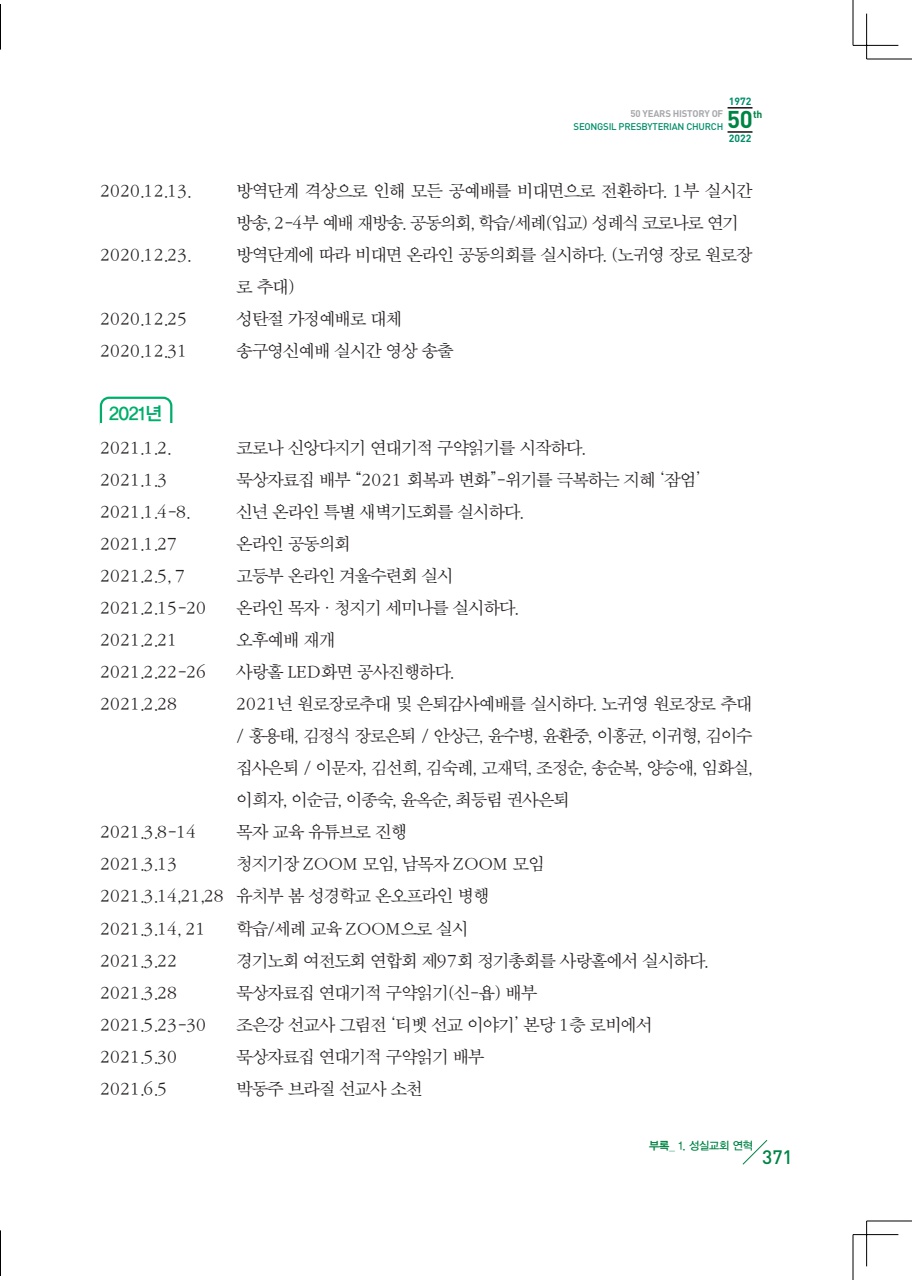 1972
50 YEARS HISTORY OF
SEONGSIL PRESBYTERIAN CHURCH
50th
2022
2020.12.13. 방역단계 격상으로 인해 모든 공예배를 비대면으로 전환하다. 1부 실시간
방송, 2-4부 예배 재방송. 공동의회, 학습/세례(입교) 성례식 코로나로 연기
2020.12.23. 방역단계에 따라 비대면 온라인 공동의회를 실시하다. (노귀영 장로 원로장
로 추대)
2020.12.25 성탄절 가정예배로 대체
2020.12.31 송구영신예배 실시간 영상 송출
2021년
2021.1.2. 코로나 신앙다지기 연대기적 구약읽기를 시작하다.
2021.1.3 묵상자료집 배부 “2021 회복과 변화”-위기를 극복하는 지혜 ‘잠언’
2021.1.4-8. 신년 온라인 특별 새벽기도회를 실시하다.
2021.1.27 온라인 공동의회
2021.2.5, 7 고등부 온라인 겨울수련회 실시
2021.2.15-20 온라인 목자 · 청지기 세미나를 실시하다.
2021.2.21 오후예배 재개
2021.2.22-26 사랑홀 LED화면 공사진행하다.
2021.2.28 2021년 원로장로추대 및 은퇴감사예배를 실시하다. 노귀영 원로장로 추대
/ 홍용태, 김정식 장로은퇴 / 안상근, 윤수병, 윤환중, 이흥균, 이귀형, 김이수
집사은퇴 / 이문자, 김선희, 김숙례, 고재덕, 조정순, 송순복, 양승애, 임화실,
이희자, 이순금, 이종숙, 윤옥순, 최등림 권사은퇴
2021.3.8-14 목자 교육 유튜브로 진행
2021.3.13 청지기장 ZOOM 모임, 남목자 ZOOM 모임
2021.3.14,21,28 유치부 봄 성경학교 온오프라인 병행
2021.3.14, 21 학습/세례 교육 ZOOM으로 실시
2021.3.22 경기노회 여전도회 연합회 제97회 정기총회를 사랑홀에서 실시하다.
2021.3.28 묵상자료집 연대기적 구약읽기(신-욥) 배부
2021.5.23-30 조은강 선교사 그림전 ‘티벳 선교 이야기’ 본당 1층 로비에서
2021.5.30 묵상자료집 연대기적 구약읽기 배부
2021.6.5 박동주 브라질 선교사 소천
부록_ 1. 성실교회 연혁 371